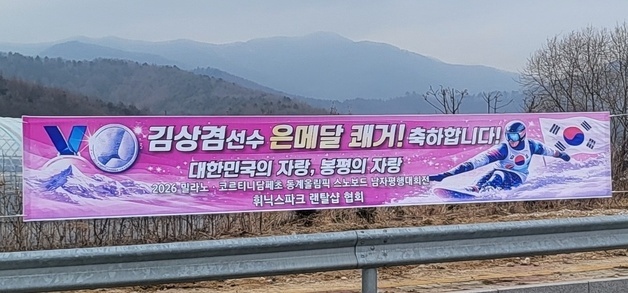 김상겸선수 은메달 쾌거! 축하합니다!
대한민국의 자랑, 봉평의 자랑
2026 밀라노 · 코르티나담페초 동계올림픽 스노보드 남자평행대회전
휘닉스파크 렌탈샵 협회